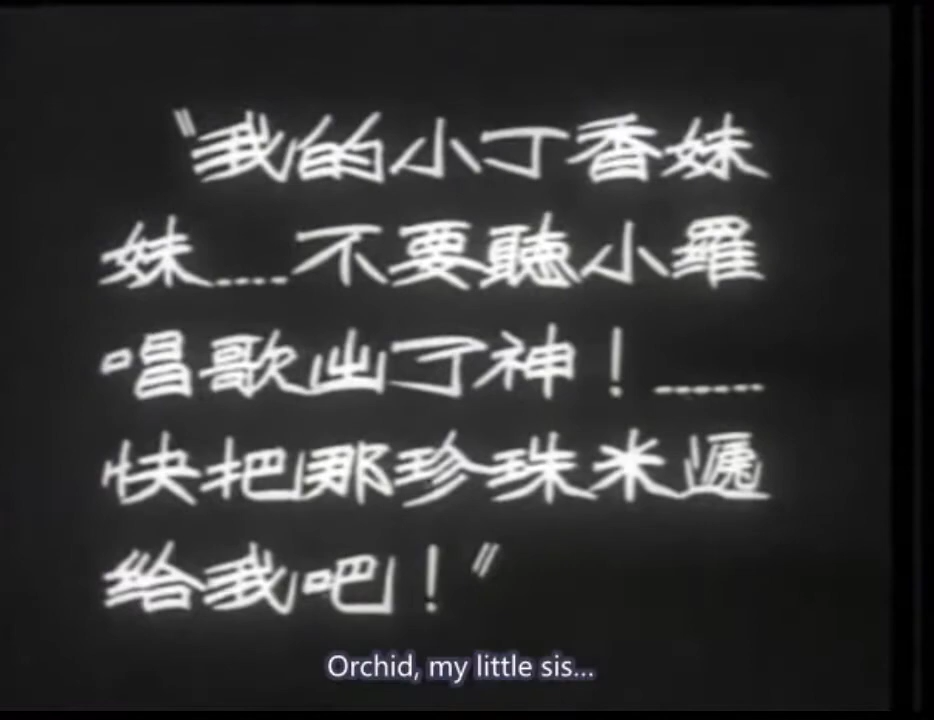 "我的小丁香妹
妹……不要聽小羅
唱歌出了神！……
快把那珍珠米遞
給我吧！"
Orchid, my little sis...